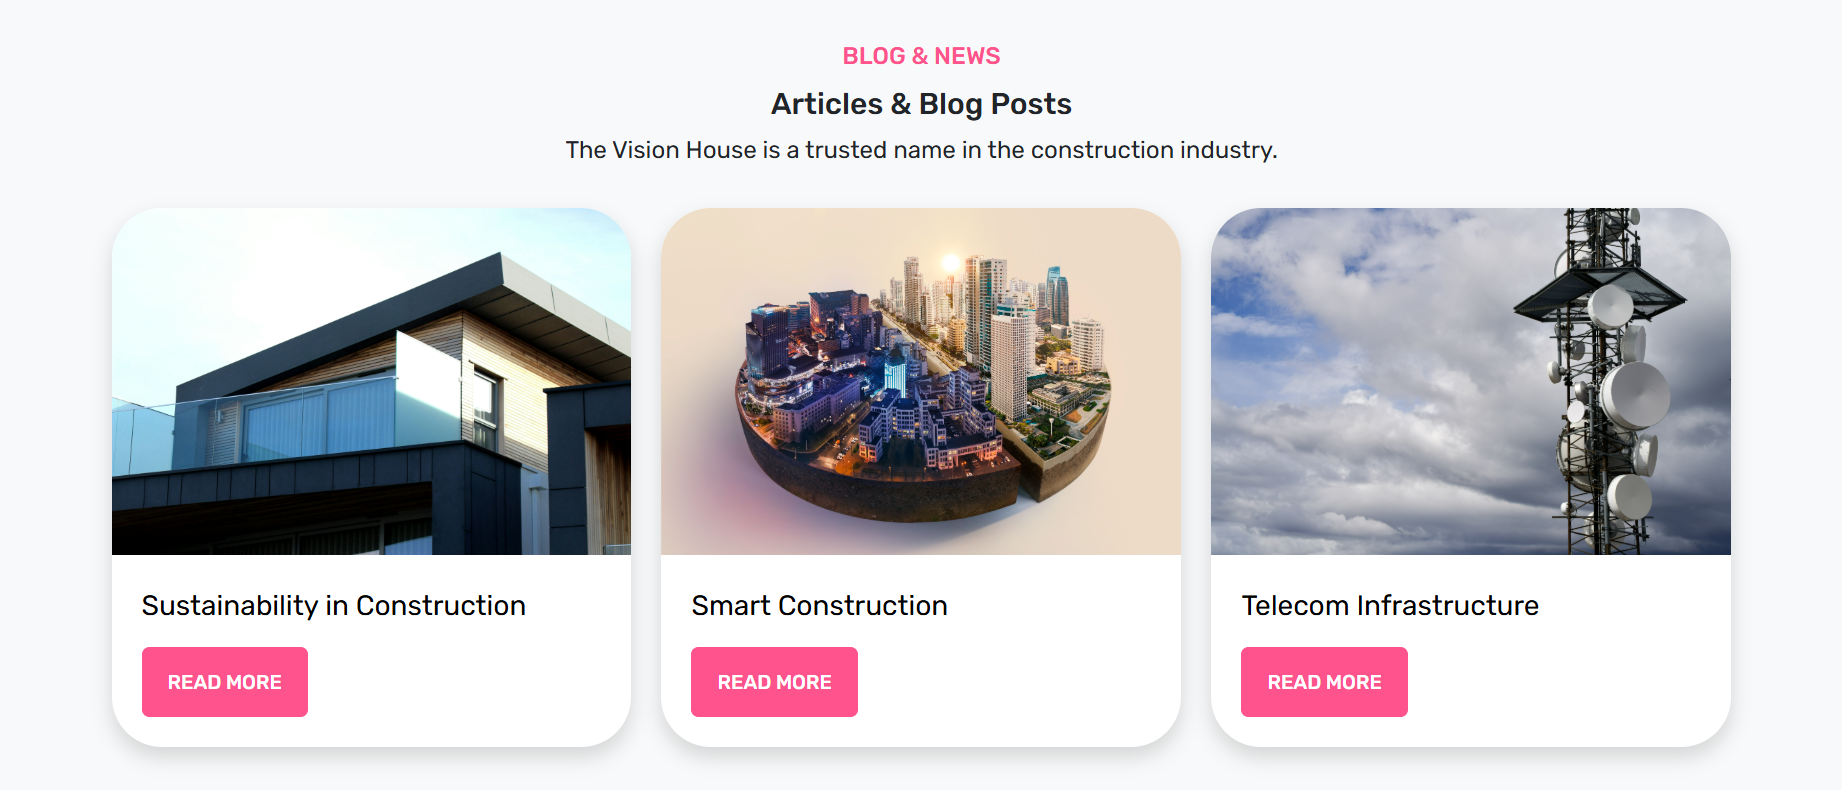 BLOG & NEWS
Articles & Blog Posts
The Vision House is a trusted name in the construction industry.
Sustainability in Construction
READ MORE
Smart Construction
READ MORE
Telecom Infrastructure
READ MORE